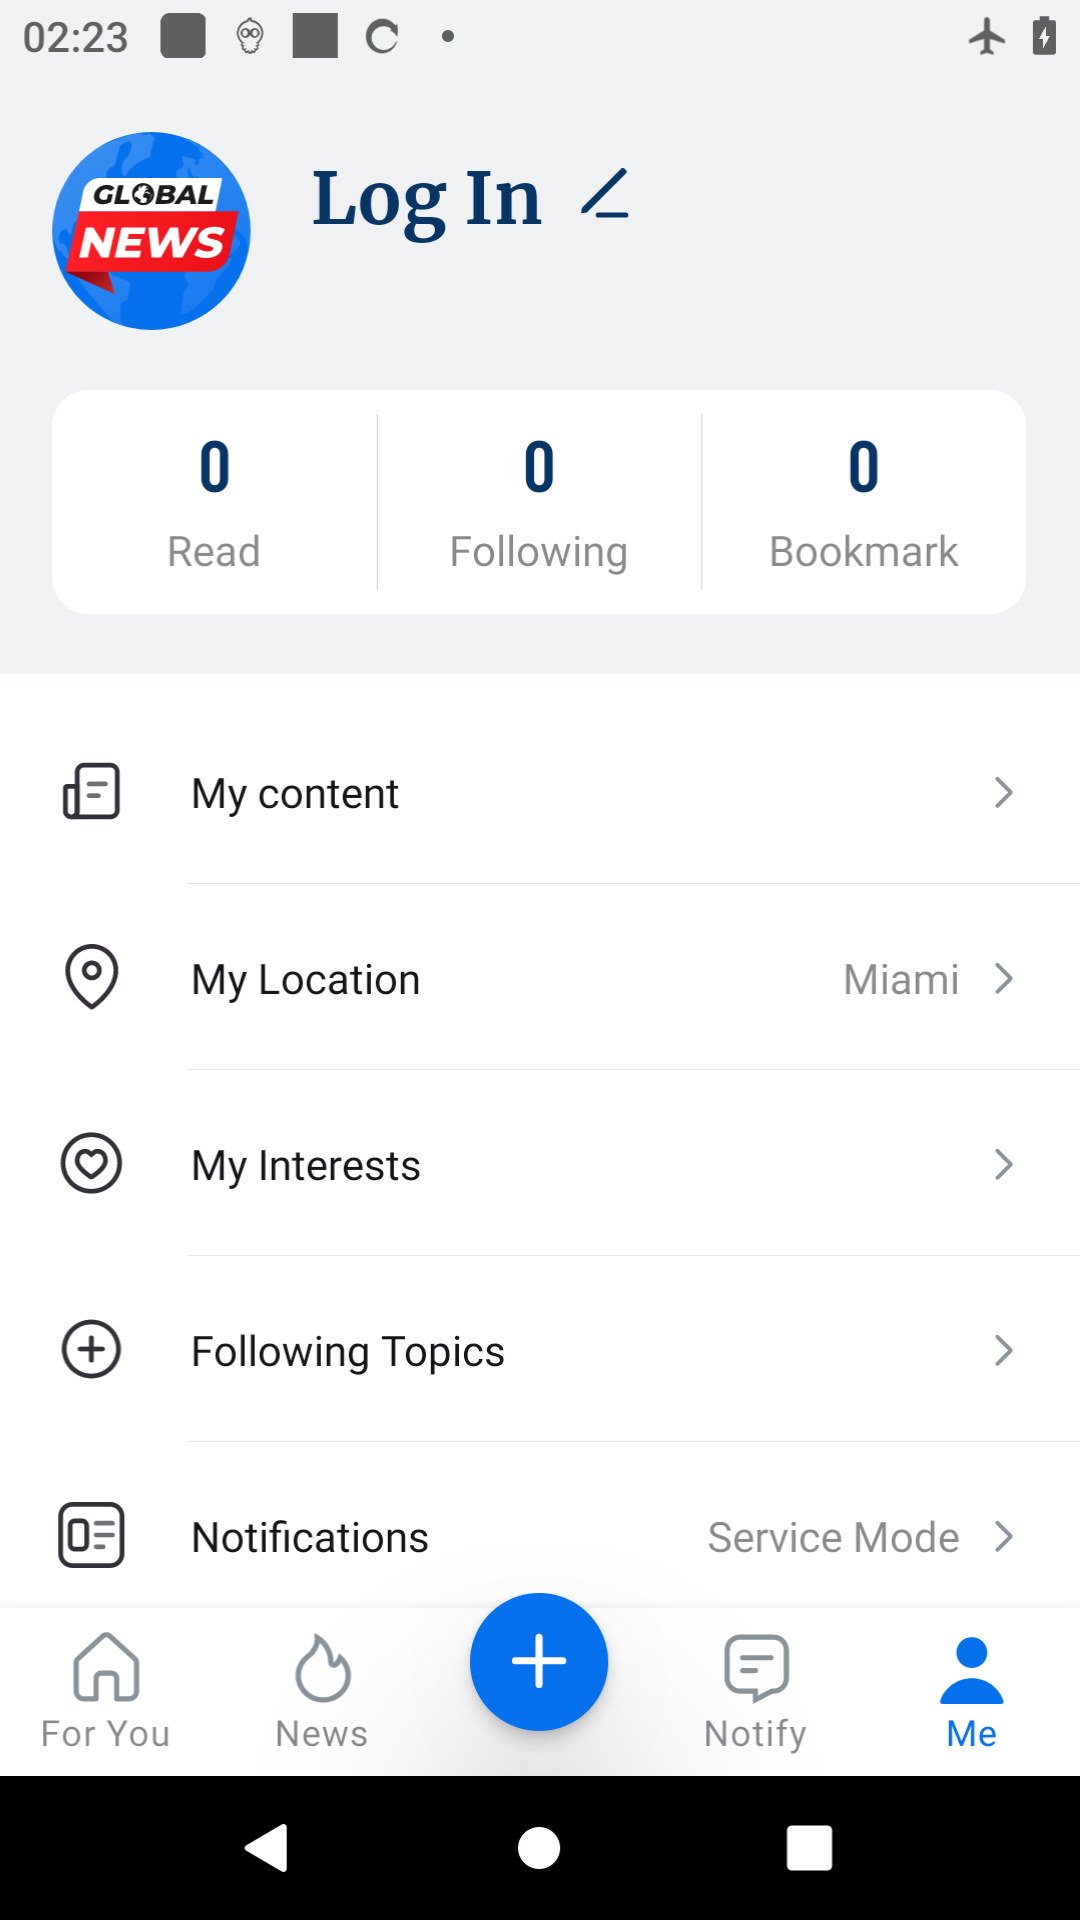 02:23
GLOBAL
NEWS
Log In
0 0 0
Read Following Bookmark
My content
My Location Miami
My Interests
Following Topics
Notifications Service Mode
For You News Notify Me